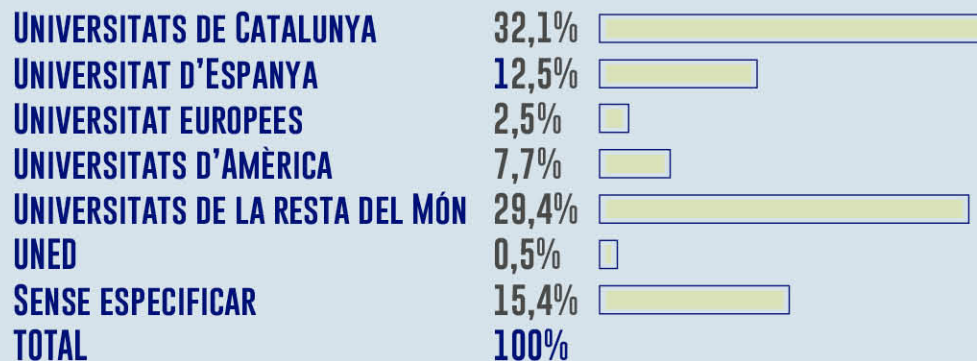 UNIVERSITATS DE CATALUNYA 32,1%
UNIVERSITAT D'ESPANYA 12,5%
UNIVERSITAT EUROPEES 2,5%
UNIVERSITATS D'AMÈRICA 7,7%
UNIVERSITATS DE LA RESTA DEL MÓN 29,4%
UNED 0,5%
SENSE ESPECIFICAR 15,4%
TOTAL 100%